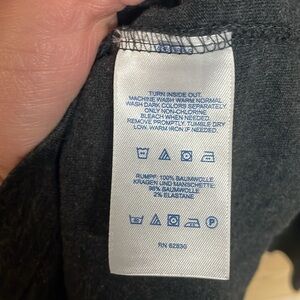 TURN INSIDE OUT.
MACHINE WASH WARM NORMAL
WASH DARK COLORS SEPARATELY
ONLY NON-CHLORINE
BLEACH WHEN NEEDED.
REMOVE PROMPTLY, TUMBLE DRY
LOW. WARM IRON IF NEEDED.
RUMPF: 100% BAUMWOLLE
KRAGEN UND MANSCHETTE:
98% BAUMWOLLE
2% ELASTANE
P
RN 62830